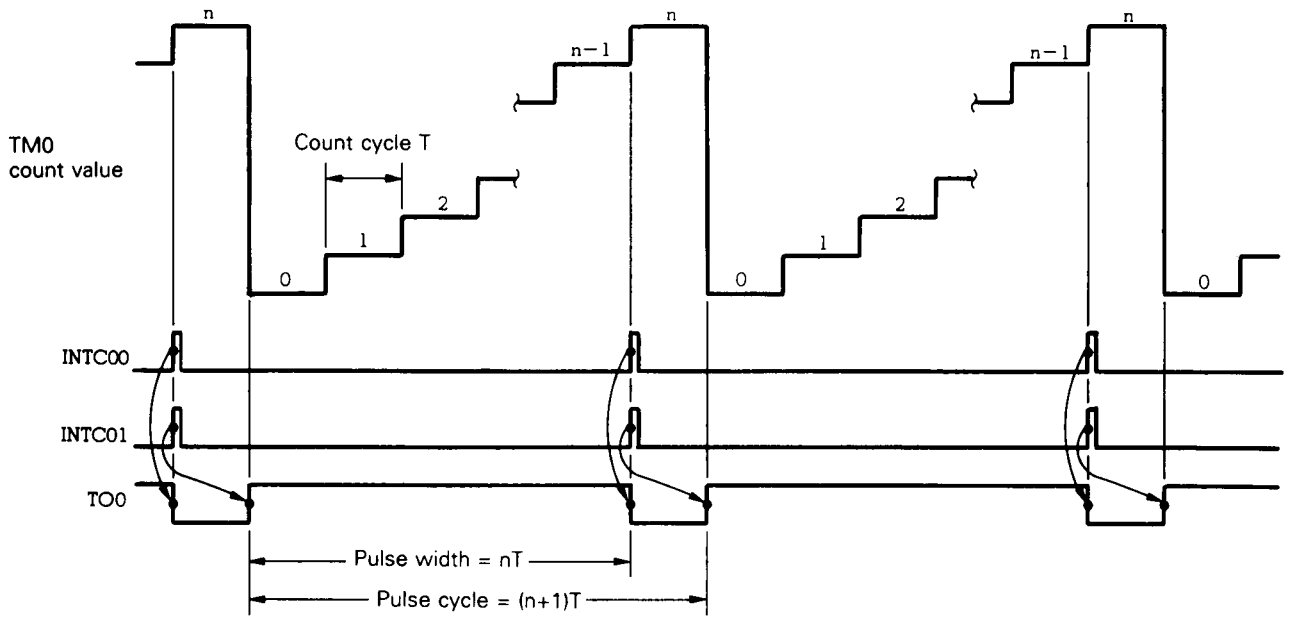 n
n
n
n−1
n−1
TM0
count value
Count cycle T
2
2
1
1
0
0
0
INTC00
INTC01
TO0
Pulse width = nT
Pulse cycle = (n+1)T